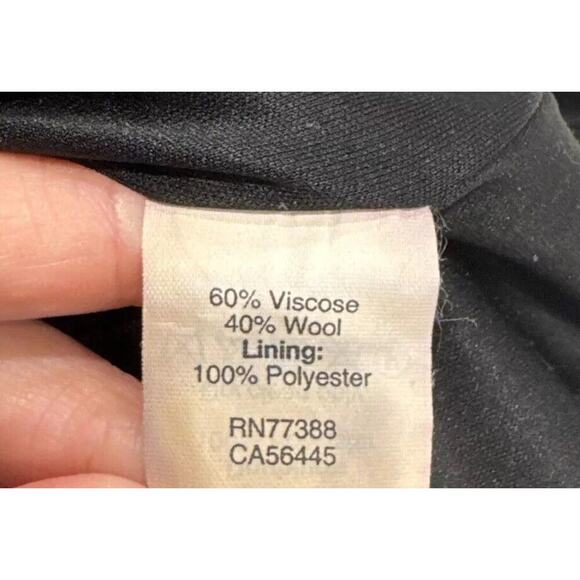 60% Viscose
40% Wool
Lining:
100% Polyester
RN77388
CA56445